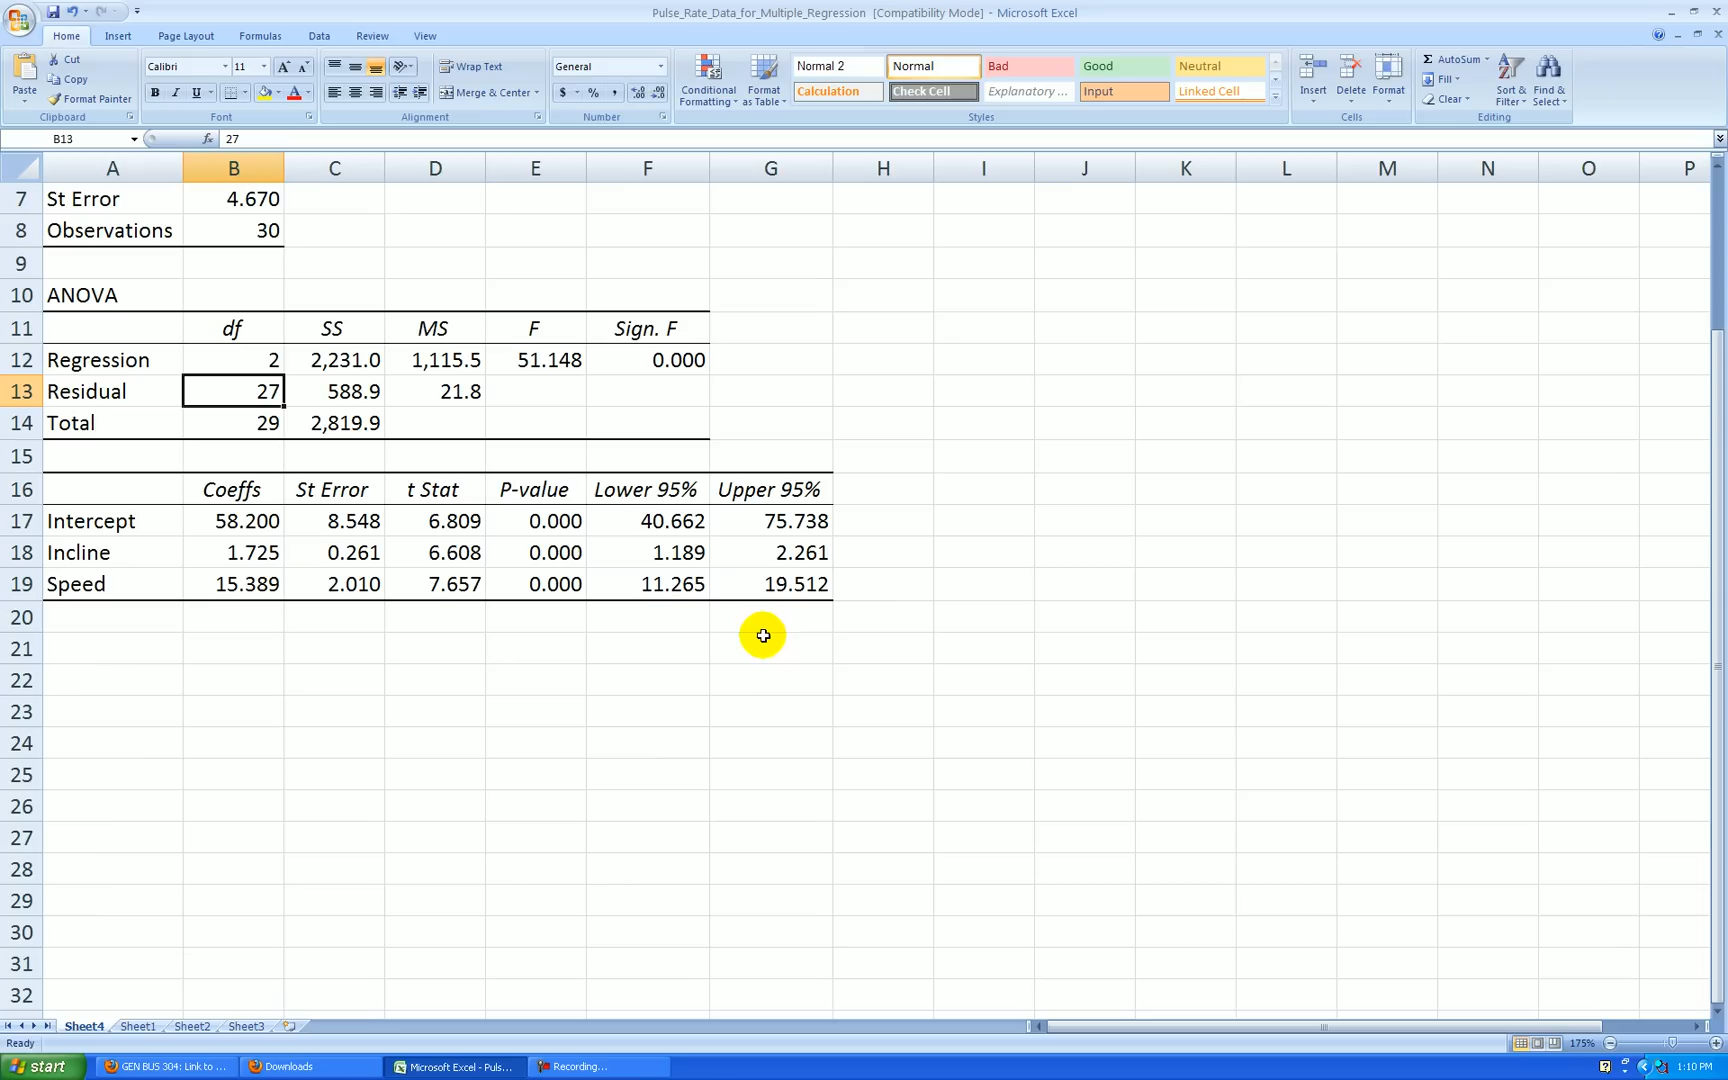 Pulse_Rate_Data_for_Multiple_Regression [Compatibility Mode] - Microsoft Excel
Home Insert Page Layout Formulas Data Review View
Paste Cut Copy Format Painter Calibri 11 B I U Wrap Text Merge & Center General $ % , Conditional Formatting Format as Table Normal 2 Normal Bad Good Neutral Calculation Check Cell Explanatory ... Input Linked Cell Insert Delete Format Σ AutoSum Fill Clear Sort & Filter Find & Select
Clipboard Font Alignment Number Styles Cells Editing
B13 fx 27
A B C D E F G H I J K L M N O P
7 St Error 4.670
8 Observations 30
9
10 ANOVA
11 df SS MS F Sign. F
12 Regression 2 2,231.0 1,115.5 51.148 0.000
13 Residual 27 588.9 21.8
14 Total 29 2,819.9
15
16 Coeffs St Error t Stat P-value Lower 95% Upper 95%
17 Intercept 58.200 8.548 6.809 0.000 40.662 75.738
18 Incline 1.725 0.261 6.608 0.000 1.189 2.261
19 Speed 15.389 2.010 7.657 0.000 11.265 19.512
20
21
22
23
24
25
26
27
28
29
30
31
32
Sheet4 Sheet1 Sheet2 Sheet3
Ready 175%
start GEN BUS 304: Link to ... Downloads Microsoft Excel - Puls... Recording... 1:10 PM